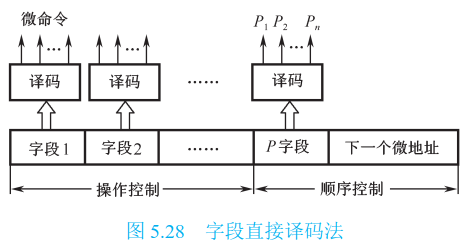 微命令 P1 P2 Pn
... ... ...
译码 译码 …… 译码
字段1 字段2 …… P字段 下一个微地址
操作控制 顺序控制
图 5.28 字段直接译码法